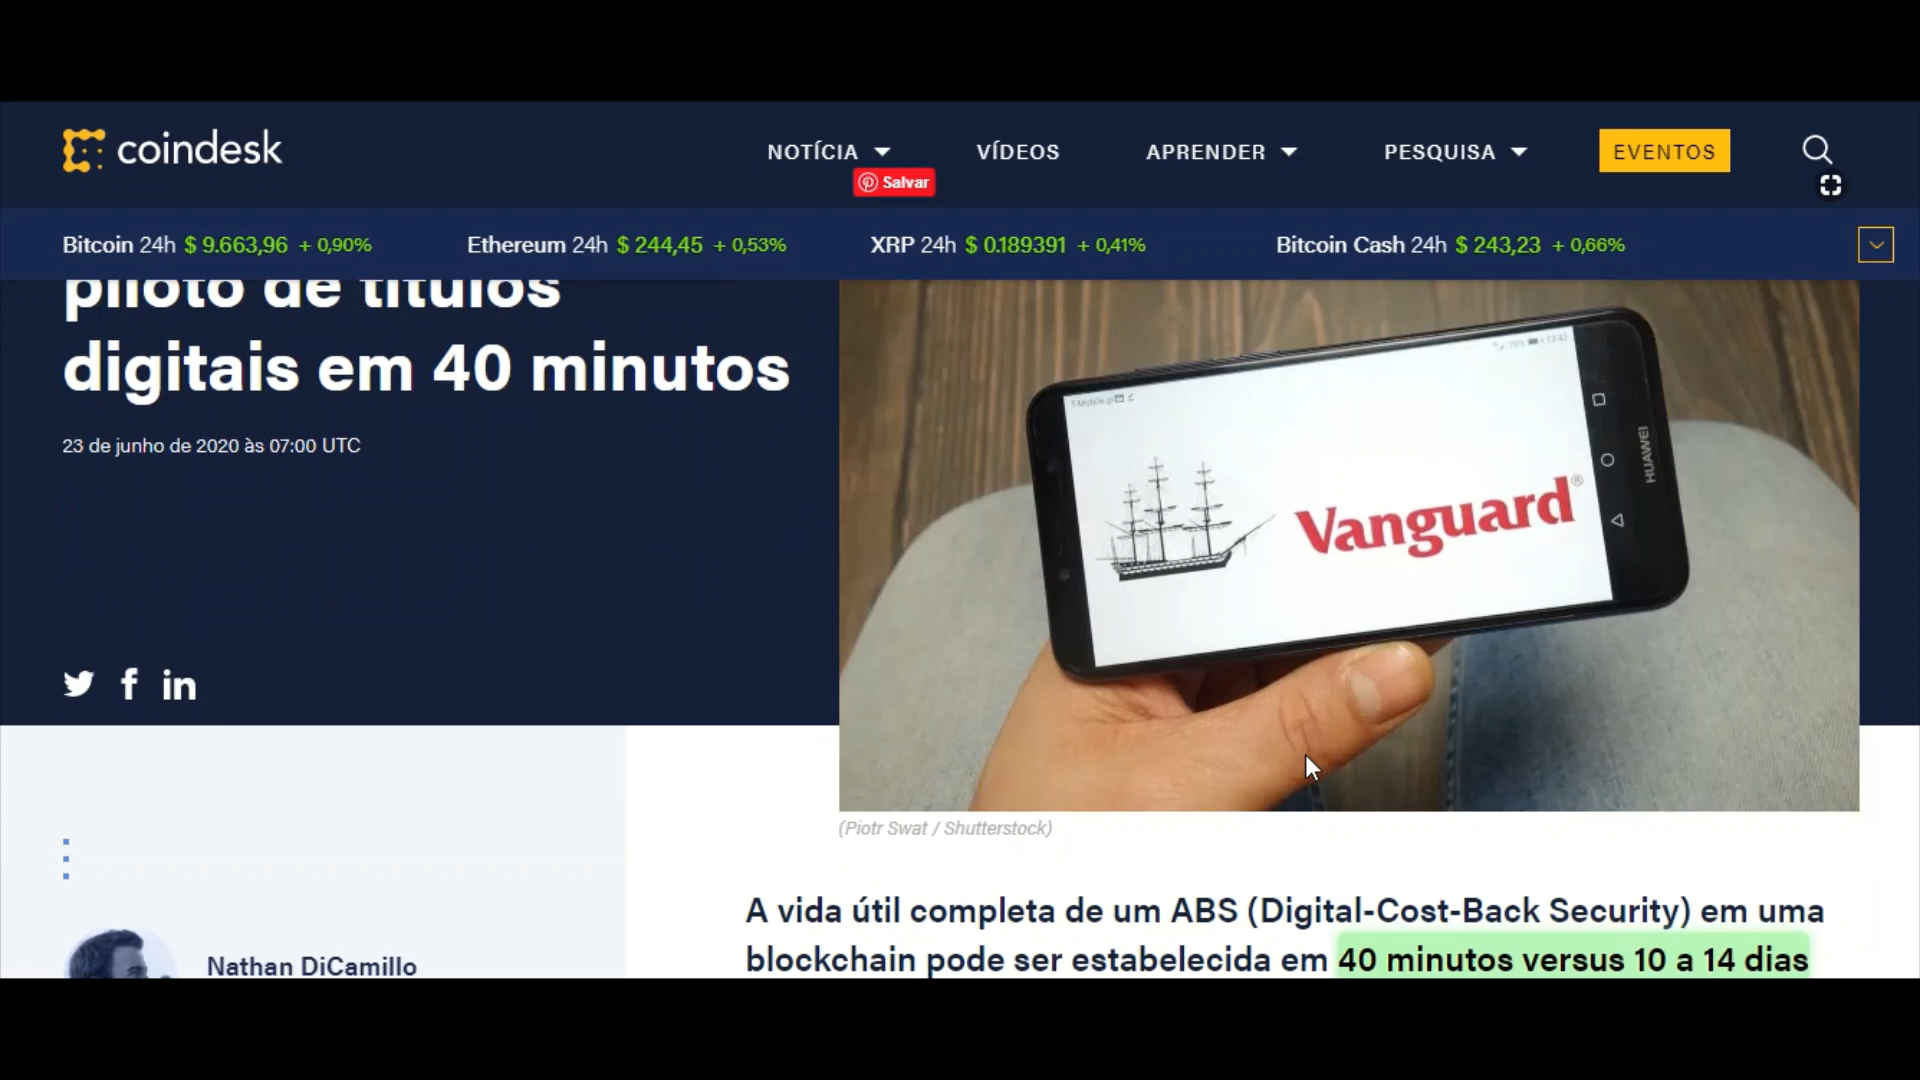 coindesk
NOTÍCIA
VÍDEOS
APRENDER
PESQUISA
EVENTOS
Salvar
Bitcoin 24h $ 9.663,96 + 0,90%
Ethereum 24h $ 244,45 + 0,53%
XRP 24h $ 0.189391 + 0,41%
Bitcoin Cash 24h $ 243,23 + 0,66%
piloto de títulos
digitais em 40 minutos
23 de junho de 2020 às 07:00 UTC
Vanguard®
HUAWEI
(Piotr Swat / Shutterstock)
A vida útil completa de um ABS (Digital-Cost-Back Security) em uma
blockchain pode ser estabelecida em 40 minutos versus 10 a 14 dias
Nathan DiCamillo